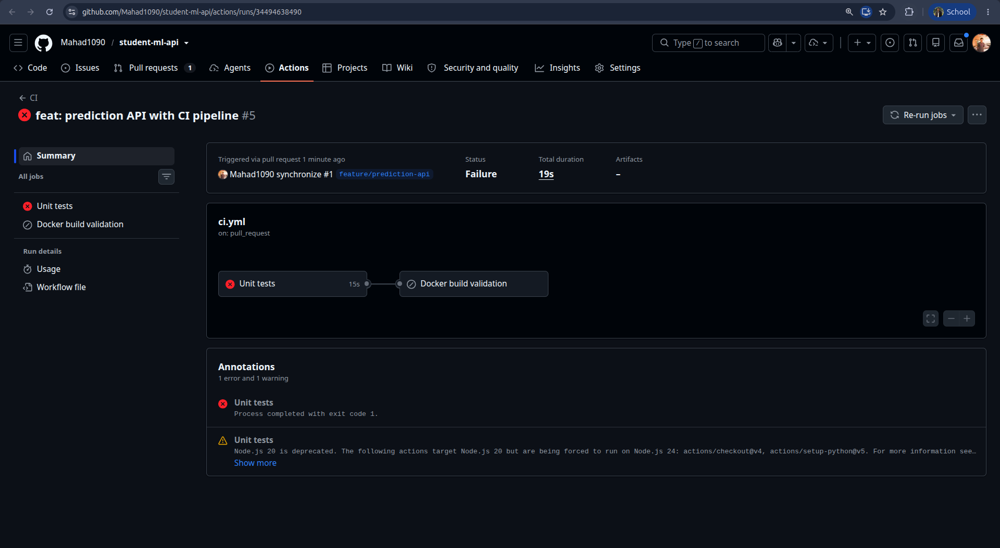 github.com/Mahad1090/student-ml-api/actions/runs/34494638490
School
Mahad1090 / student-ml-api
Type / to search
Code
Issues
Pull requests 1
Agents
Actions
Projects
Wiki
Security and quality
Insights
Settings
CI
feat: prediction API with CI pipeline #5
Re-run jobs
Summary
All jobs
Unit tests
Docker build validation
Run details
Usage
Workflow file
Triggered via pull request 1 minute ago
Mahad1090 synchronize #1 feature/prediction-api
Status
Failure
Total duration
19s
Artifacts
–
ci.yml
on: pull_request
Unit tests 15s
Docker build validation
Annotations
1 error and 1 warning
Unit tests
Process completed with exit code 1.
Unit tests
Node.js 20 is deprecated. The following actions target Node.js 20 but are being forced to run on Node.js 24: actions/checkout@v4, actions/setup-python@v5. For more information see…
Show more